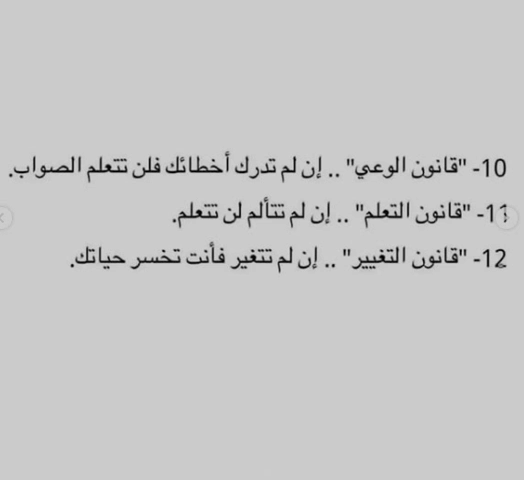 10- "قانون الوعي" .. إن لم تدرك أخطائك فلن تتعلم الصواب.
11- "قانون التعلم" .. إن لم تتألم لن تتعلم.
12- "قانون التغيير" .. إن لم تتغير فأنت تخسر حياتك.